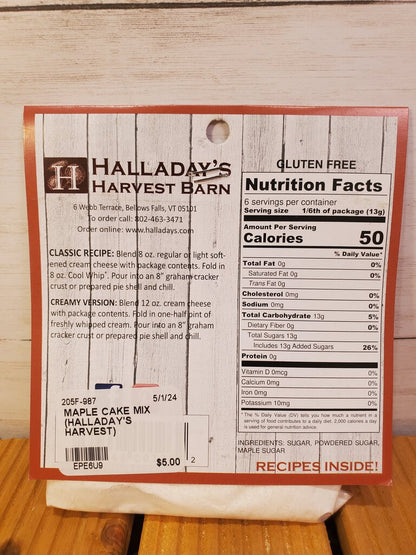 H
HALLADAY'S
HARVEST BARN
6 Webb Terrace, Bellows Falls, VT 05101
To order call: 802-463-3471
Order online: www.halladays.com
CLASSIC RECIPE: Blend 8 oz. regular or light soft-
ened cream cheese with package contents. Fold in
8 oz. Cool Whip*. Pour into an 8" graham cracker
crust or prepared pie shell and chill.
CREAMY VERSION: Blend 12 oz. cream cheese
with package contents. Fold in one-half pint of
freshly whipped cream. Pour into an 8" graham
cracker crust or prepared pie shell and chill.
205F-987 5/1/24
MAPLE CAKE MIX
(HALLADAY'S
HARVEST)
EPE6U9 $5.00
2
GLUTEN FREE
Nutrition Facts
6 servings per container
Serving size 1/6th of package (13g)
Amount Per Serving
Calories 50
% Daily Value*
Total Fat 0g 0%
Saturated Fat 0g 0%
Trans Fat 0g
Cholesterol 0mg 0%
Sodium 0mg 0%
Total Carbohydrate 13g 5%
Dietary Fiber 0g 0%
Total Sugars 13g
Includes 13g Added Sugars 26%
Protein 0g
Vitamin D 0mcg 0%
Calcium 0mg 0%
Iron 0mg 0%
Potassium 10mg 0%
* The % Daily Value (DV) tells you how much a nutrient in a
serving of food contributes to a daily diet. 2,000 calories a day
is used for general nutrition advice.
INGREDIENTS: SUGAR, POWDERED SUGAR,
MAPLE SUGAR
RECIPES INSIDE!